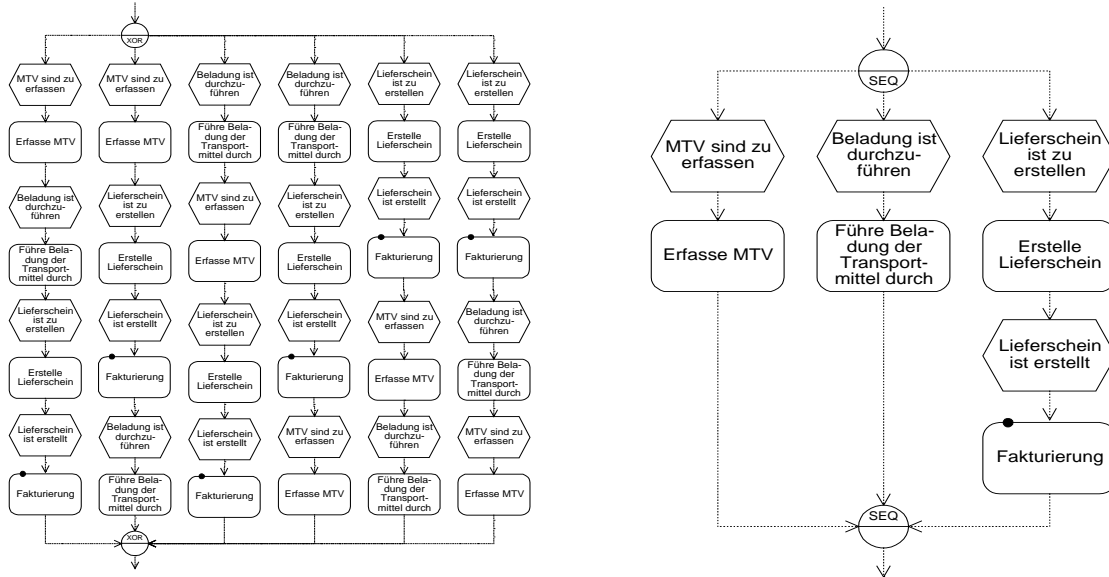 XOR
MTV sind zu
erfassen
Erfasse MTV
Beladung ist
durchzu-
führen
Führe Bela-
dung der
Transport-
mittel durch
Lieferschein
ist zu
erstellen
Erstelle
Lieferschein
Lieferschein
ist erstellt
Fakturierung
MTV sind zu
erfassen
Erfasse MTV
Lieferschein
ist zu
erstellen
Erstelle
Lieferschein
Lieferschein
ist erstellt
Fakturierung
Beladung ist
durchzu-
führen
Führe Bela-
dung der
Transport-
mittel durch
Beladung ist
durchzu-
führen
Führe Bela-
dung der
Transport-
mittel durch
MTV sind zu
erfassen
Erfasse MTV
Lieferschein
ist zu
erstellen
Erstelle
Lieferschein
Lieferschein
ist erstellt
Fakturierung
Beladung ist
durchzu-
führen
Führe Bela-
dung der
Transport-
mittel durch
Lieferschein
ist zu
erstellen
Erstelle
Lieferschein
Lieferschein
ist erstellt
Fakturierung
MTV sind zu
erfassen
Erfasse MTV
Lieferschein
ist zu
erstellen
Erstelle
Lieferschein
Lieferschein
ist erstellt
Fakturierung
MTV sind zu
erfassen
Erfasse MTV
Beladung ist
durchzu-
führen
Führe Bela-
dung der
Transport-
mittel durch
Lieferschein
ist zu
erstellen
Erstelle
Lieferschein
Lieferschein
ist erstellt
Fakturierung
Beladung ist
durchzu-
führen
Führe Bela-
dung der
Transport-
mittel durch
MTV sind zu
erfassen
Erfasse MTV
XOR
SEQ
MTV sind zu
erfassen
Erfasse MTV
Beladung ist
durchzu-
führen
Führe Bela-
dung der
Transport-
mittel durch
Lieferschein
ist zu
erstellen
Erstelle
Lieferschein
Lieferschein
ist erstellt
Fakturierung
SEQ